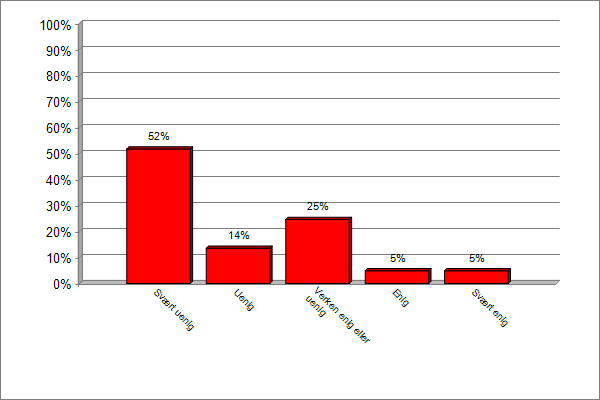 100%
90%
80%
70%
60%
50%
40%
30%
20%
10%
0%
52%
14%
25%
5%
5%
Svært uenig
Uenig
Verken enig eller
uenig
Enig
Svært enig